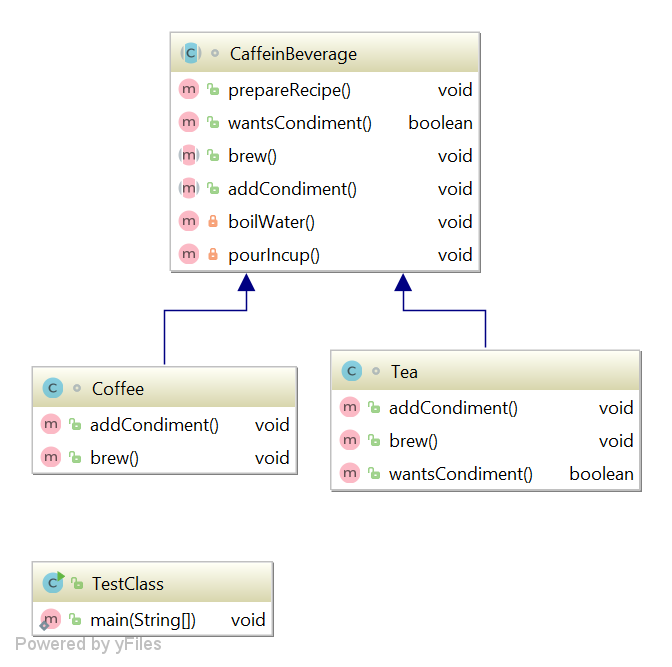 CaffeinBeverage
prepareRecipe() void
wantsCondiment() boolean
brew() void
addCondiment() void
boilWater() void
pourIncup() void
Coffee
addCondiment() void
brew() void
Tea
addCondiment() void
brew() void
wantsCondiment() boolean
TestClass
main(String[]) void
Powered by yFiles